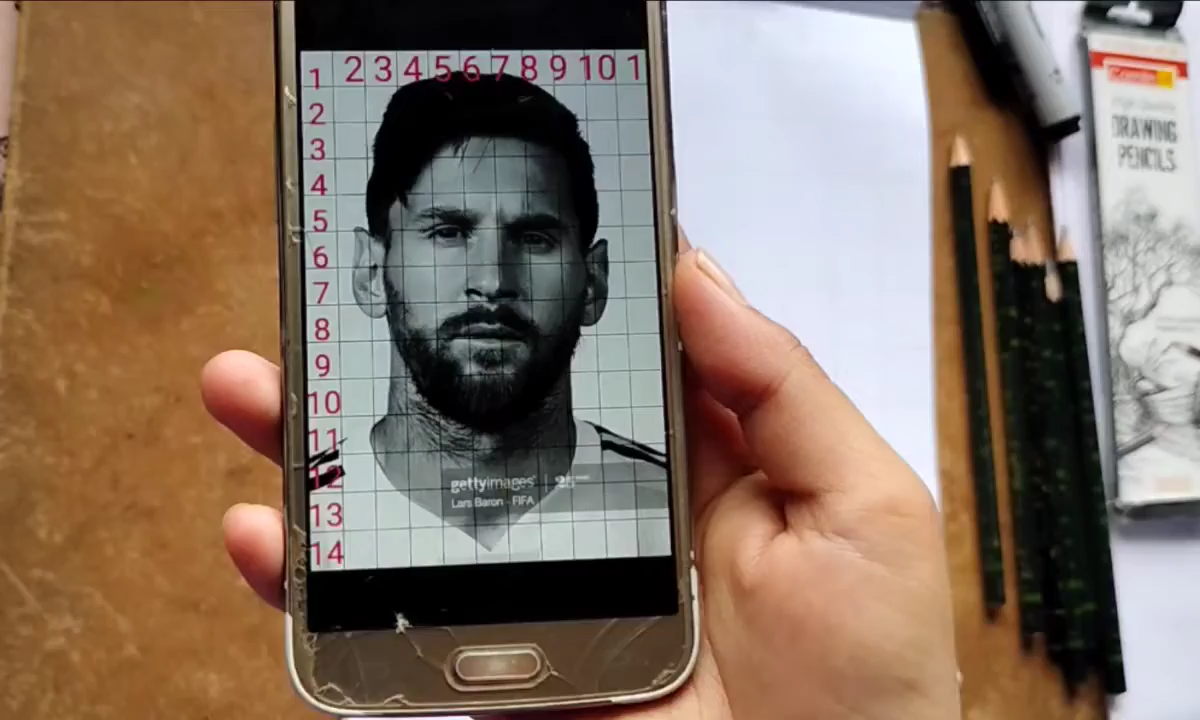 1 2 3 4 5 6 7 8 9 10 1
2
3
4
5
6
7
8
9
10
11
12
13
14
gettyimages®
Lars Baron - FIFA
DRAWING
PENCILS